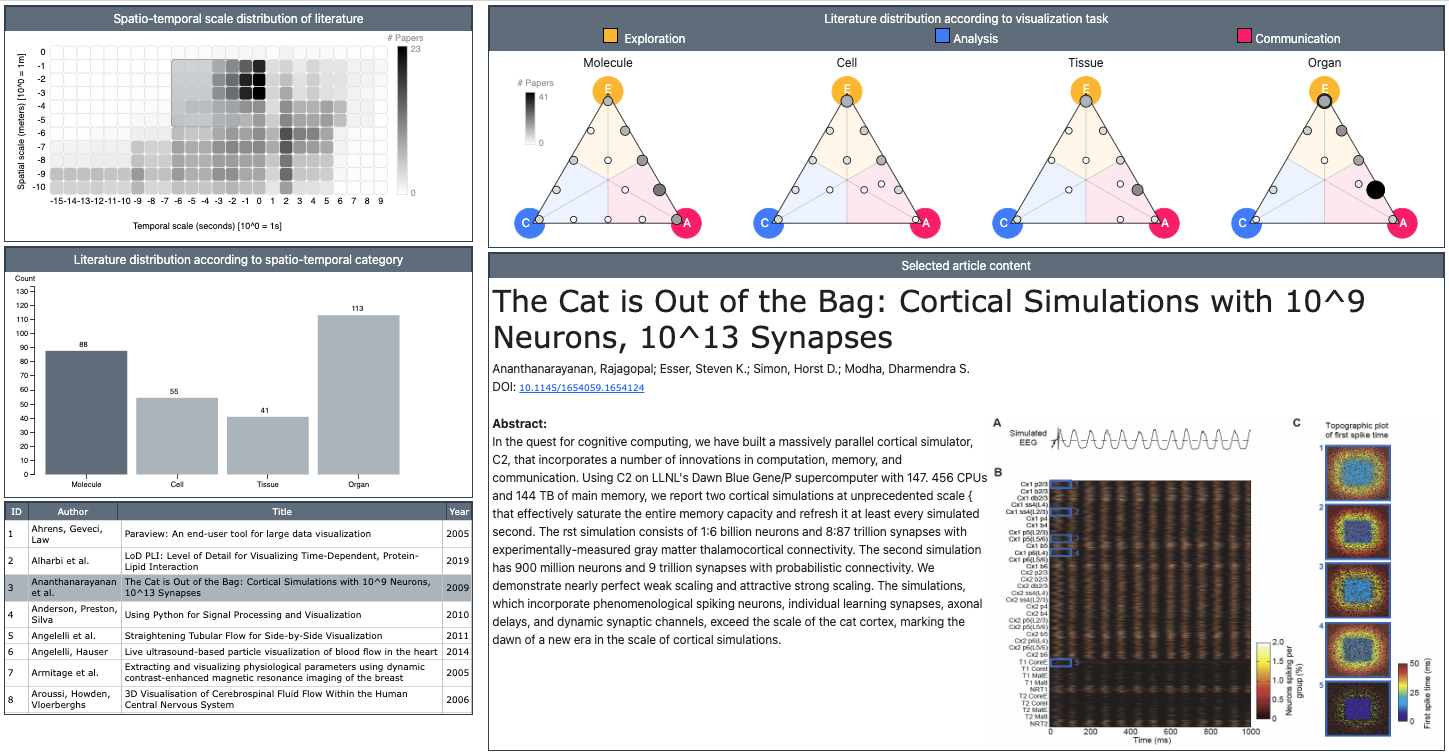 Spatio-temporal scale distribution of literature
# Papers
23
0
0
-1
-2
-3
-4
-5
-6
-7
-8
-9
-10
Spatial scale (meters) [10^0 = 1m]
-15 -14 -13 -12 -11 -10 -9 -8 -7 -6 -5 -4 -3 -2 -1 0 1 2 3 4 5 6 7 8 9
Temporal scale (seconds) [10^0 = 1s]
Literature distribution according to spatio-temporal category
Count
130
120
110
100
90
80
70
60
50
40
30
20
10
0
88
55
41
113
Molecule Cell Tissue Organ
ID Author Title Year
1 Ahrens, Geveci, Law Paraview: An end-user tool for large data visualization 2005
2 Alharbi et al. LoD PLI: Level of Detail for Visualizing Time-Dependent, Protein-
Lipid Interaction 2019
3 Ananthanarayanan et al. The Cat is Out of the Bag: Cortical Simulations with 10^9 Neurons,
10^13 Synapses 2009
4 Anderson, Preston, Silva Using Python for Signal Processing and Visualization 2010
5 Angelelli et al. Straightening Tubular Flow for Side-by-Side Visualization 2011
6 Angelelli, Hauser Live ultrasound-based particle visualization of blood flow in the heart 2014
7 Armitage et al. Extracting and visualizing physiological parameters using dynamic
contrast-enhanced magnetic resonance imaging of the breast 2005
8 Aroussi, Howden, Vloerberghs 3D Visualisation of Cerebrospinal Fluid Flow Within the Human
Central Nervous System 2006
Literature distribution according to visualization task
Exploration Analysis Communication
Molecule Cell Tissue Organ
# Papers
41
0
E E E E
C A C A C A C A
Selected article content
The Cat is Out of the Bag: Cortical Simulations with 10^9
Neurons, 10^13 Synapses
Ananthanarayanan, Rajagopal; Esser, Steven K.; Simon, Horst D.; Modha, Dharmendra S.
DOI: 10.1145/1654059.1654124
Abstract:
In the quest for cognitive computing, we have built a massively parallel cortical simulator,
C2, that incorporates a number of innovations in computation, memory, and
communication. Using C2 on LLNL's Dawn Blue Gene/P supercomputer with 147. 456 CPUs
and 144 TB of main memory, we report two cortical simulations at unprecedented scale {
that effectively saturate the entire memory capacity and refresh it at least every simulated
second. The rst simulation consists of 1:6 billion neurons and 8:87 trillion synapses with
experimentally-measured gray matter thalamocortical connectivity. The second simulation
has 900 million neurons and 9 trillion synapses with probabilistic connectivity. We
demonstrate nearly perfect weak scaling and attractive strong scaling. The simulations,
which incorporate phenomenological spiking neurons, individual learning synapses, axonal
delays, and dynamic synaptic channels, exceed the scale of the cat cortex, marking the
dawn of a new era in the scale of cortical simulations.
A
Simulated
EEG
B
Cx1 p2/3
Cx1 b2/3
Cx1 db2/3
Cx1 ss4(L4)
Cx1 ss4(L2/3)
Cx1 p4
Cx1 b4
Cx1 p5(L2/3)
Cx1 p5(L5/6)
Cx1 b5
Cx1 p6(L4)
Cx1 p6(L5/6)
Cx1 b6
Cx2 p2/3
Cx2 b2/3
Cx2 db2/3
Cx2 ss4(L4)
Cx2 ss4(L2/3)
Cx2 p4
Cx2 b4
Cx2 p5(L2/3)
Cx2 p5(L5/6)
Cx2 b5
Cx2 p6(L4)
Cx2 p6(L5/6)
Cx2 b6
T1 CoreE
T1 CoreI
T1 MatE
T1 MatI
NRT1
T2 CoreE
T2 CoreI
T2 MatE
T2 MatI
NRT2
0 200 400 600 800 1000
Time (ms)
2.0
1.5
1.0
0.5
0
Neurons spiking per
group (%)
C
Topographic plot
of first spike time
1
2
3
4
5
50
25
0
First spike time (ms)